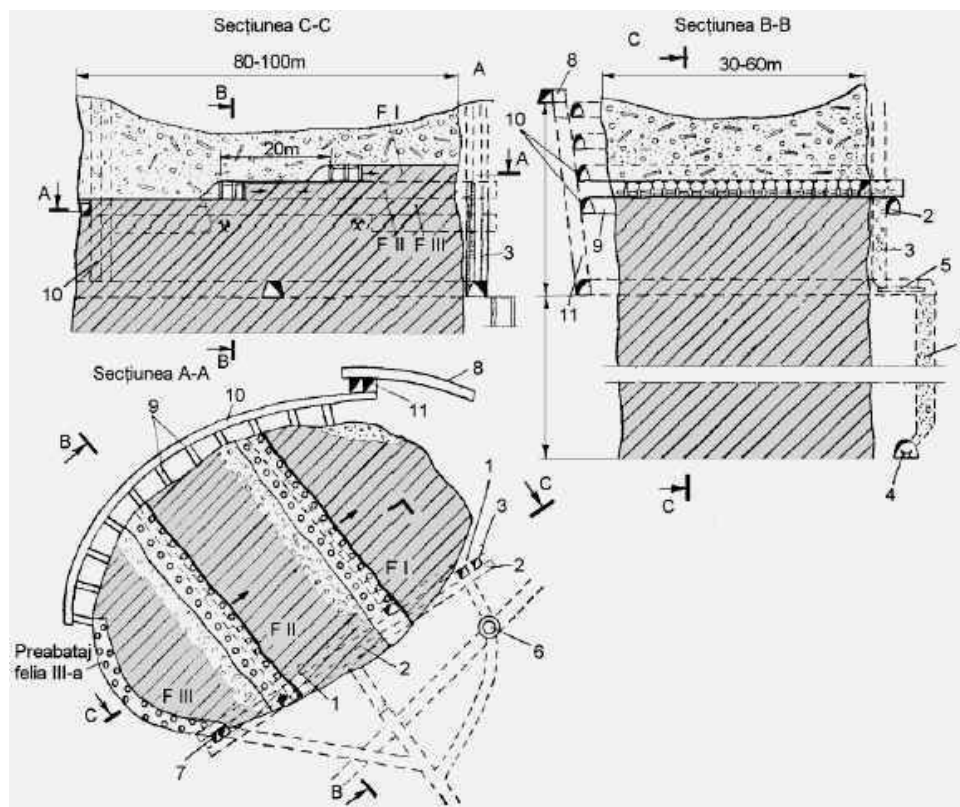 Secțiunea C-C
80-100m
A
B
F I
20m
A
A
F II
F III
3
10
B
Secțiunea B-B
C
30-60m
8
10
2
3
9
5
11
4
C
Secțiunea A-A
8
10
9
11
B
1
C
3
2
F I
6
F II
2
Preabataj
felia III-a
1
F III
C
7
B